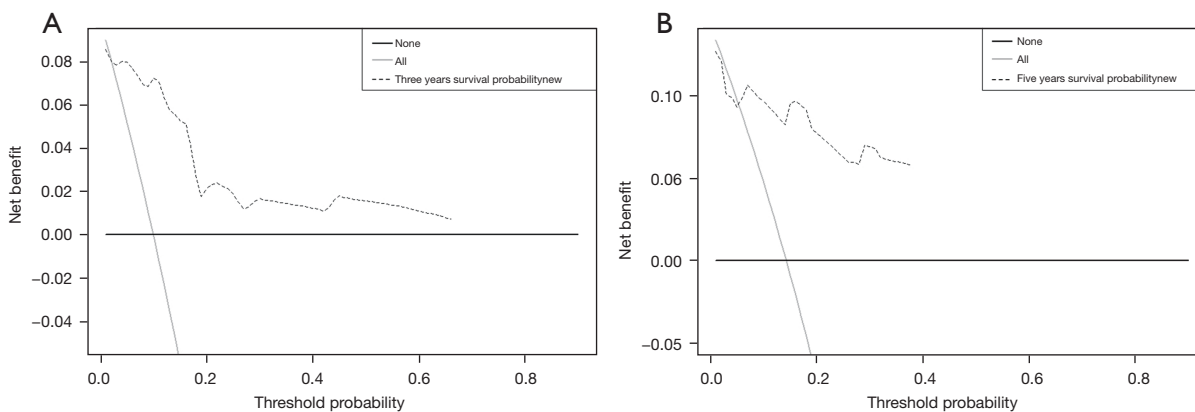 A
None
All
Three years survival probabilitynew
0.08
0.06
0.04
0.02
0.00
−0.02
−0.04
Net benefit
0.0 0.2 0.4 0.6 0.8
Threshold probability
B
None
All
Five years survival probabilitynew
0.10
0.06
0.00
−0.05
Net benefit
0.0 0.2 0.4 0.6 0.8
Threshold probability